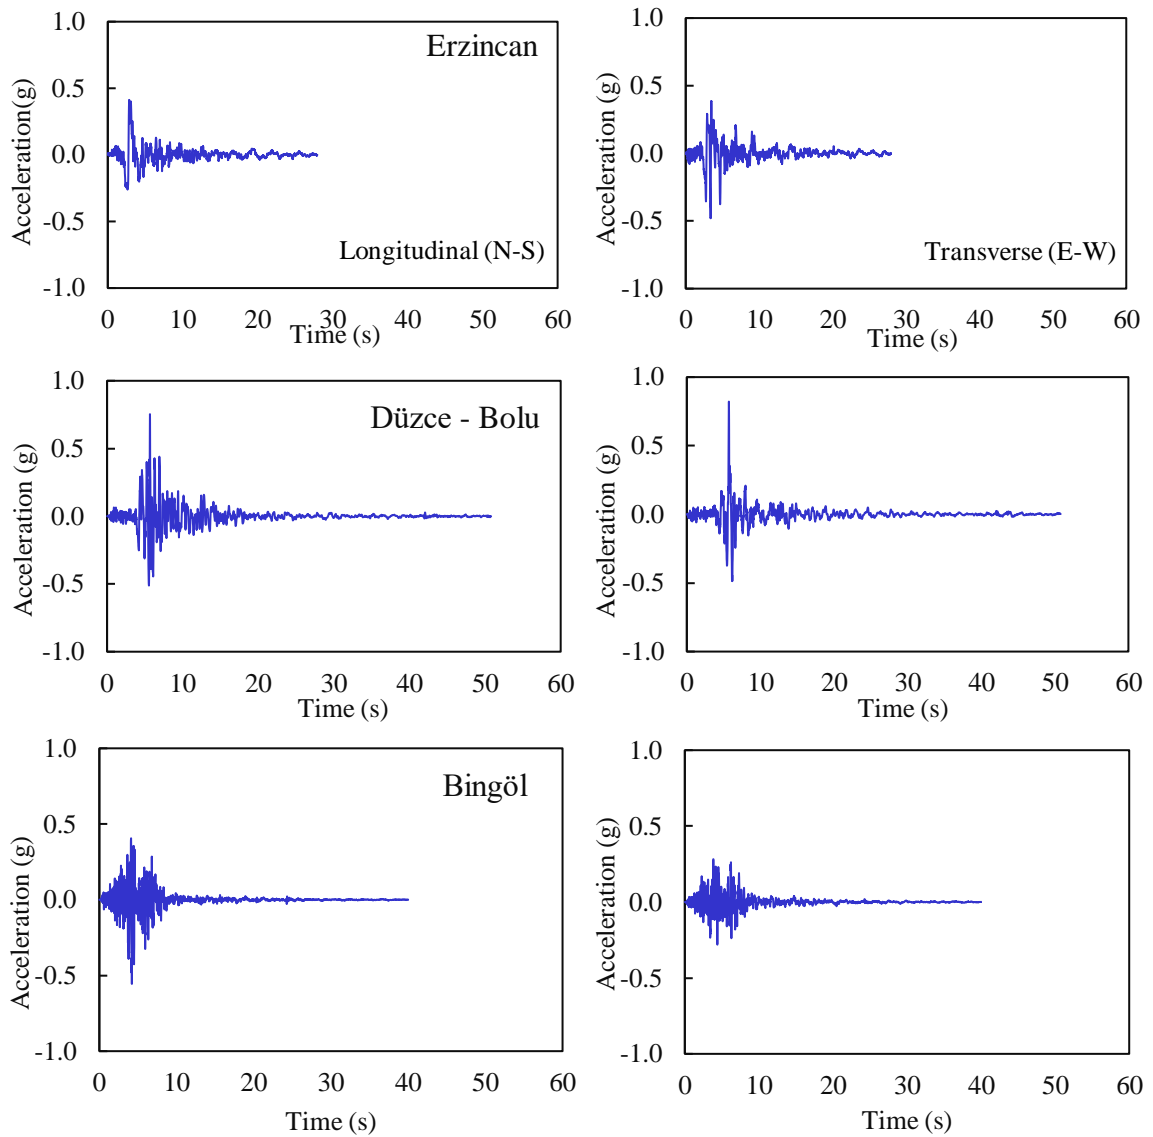 1.0
0.5
0.0
-0.5
-1.0
Acceleration(g)
Erzincan
Longitudinal (N-S)
0 10 20 30 40 50 60
Time (s)
1.0
0.5
0.0
-0.5
-1.0
Acceleration (g)
Transverse (E-W)
0 10 20 30 40 50 60
Time (s)
1.0
0.5
0.0
-0.5
-1.0
Acceleration (g)
Düzce - Bolu
0 10 20 30 40 50 60
Time (s)
1.0
0.5
0.0
-0.5
-1.0
Acceleration (g)
0 10 20 30 40 50 60
Time (s)
1.0
0.5
0.0
-0.5
-1.0
Acceleration (g)
Bingöl
0 10 20 30 40 50 60
Time (s)
1.0
0.5
0.0
-0.5
-1.0
Acceleration (g)
0 10 20 30 40 50 60
Time (s)